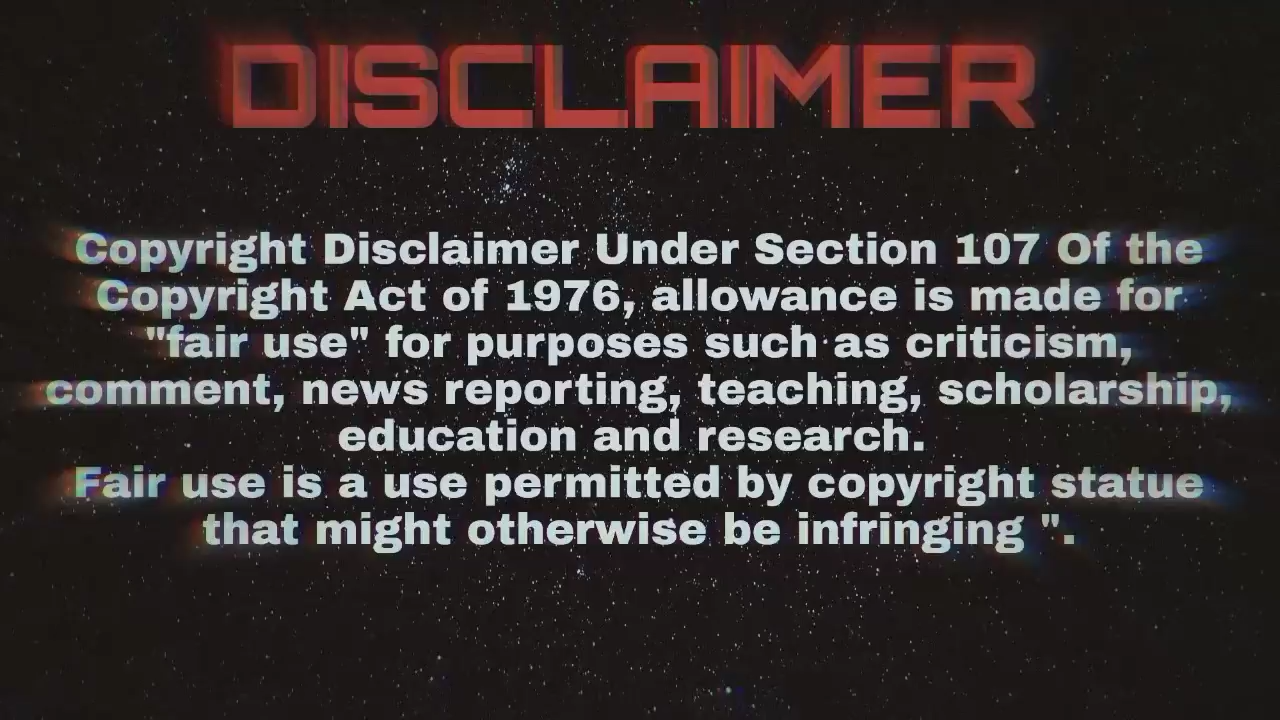 DISCLAIMER
Copyright Disclaimer Under Section 107 Of the
Copyright Act of 1976, allowance is made for
"fair use" for purposes such as criticism,
comment, news reporting, teaching, scholarship,
education and research.
Fair use is a use permitted by copyright statue
that might otherwise be infringing ".